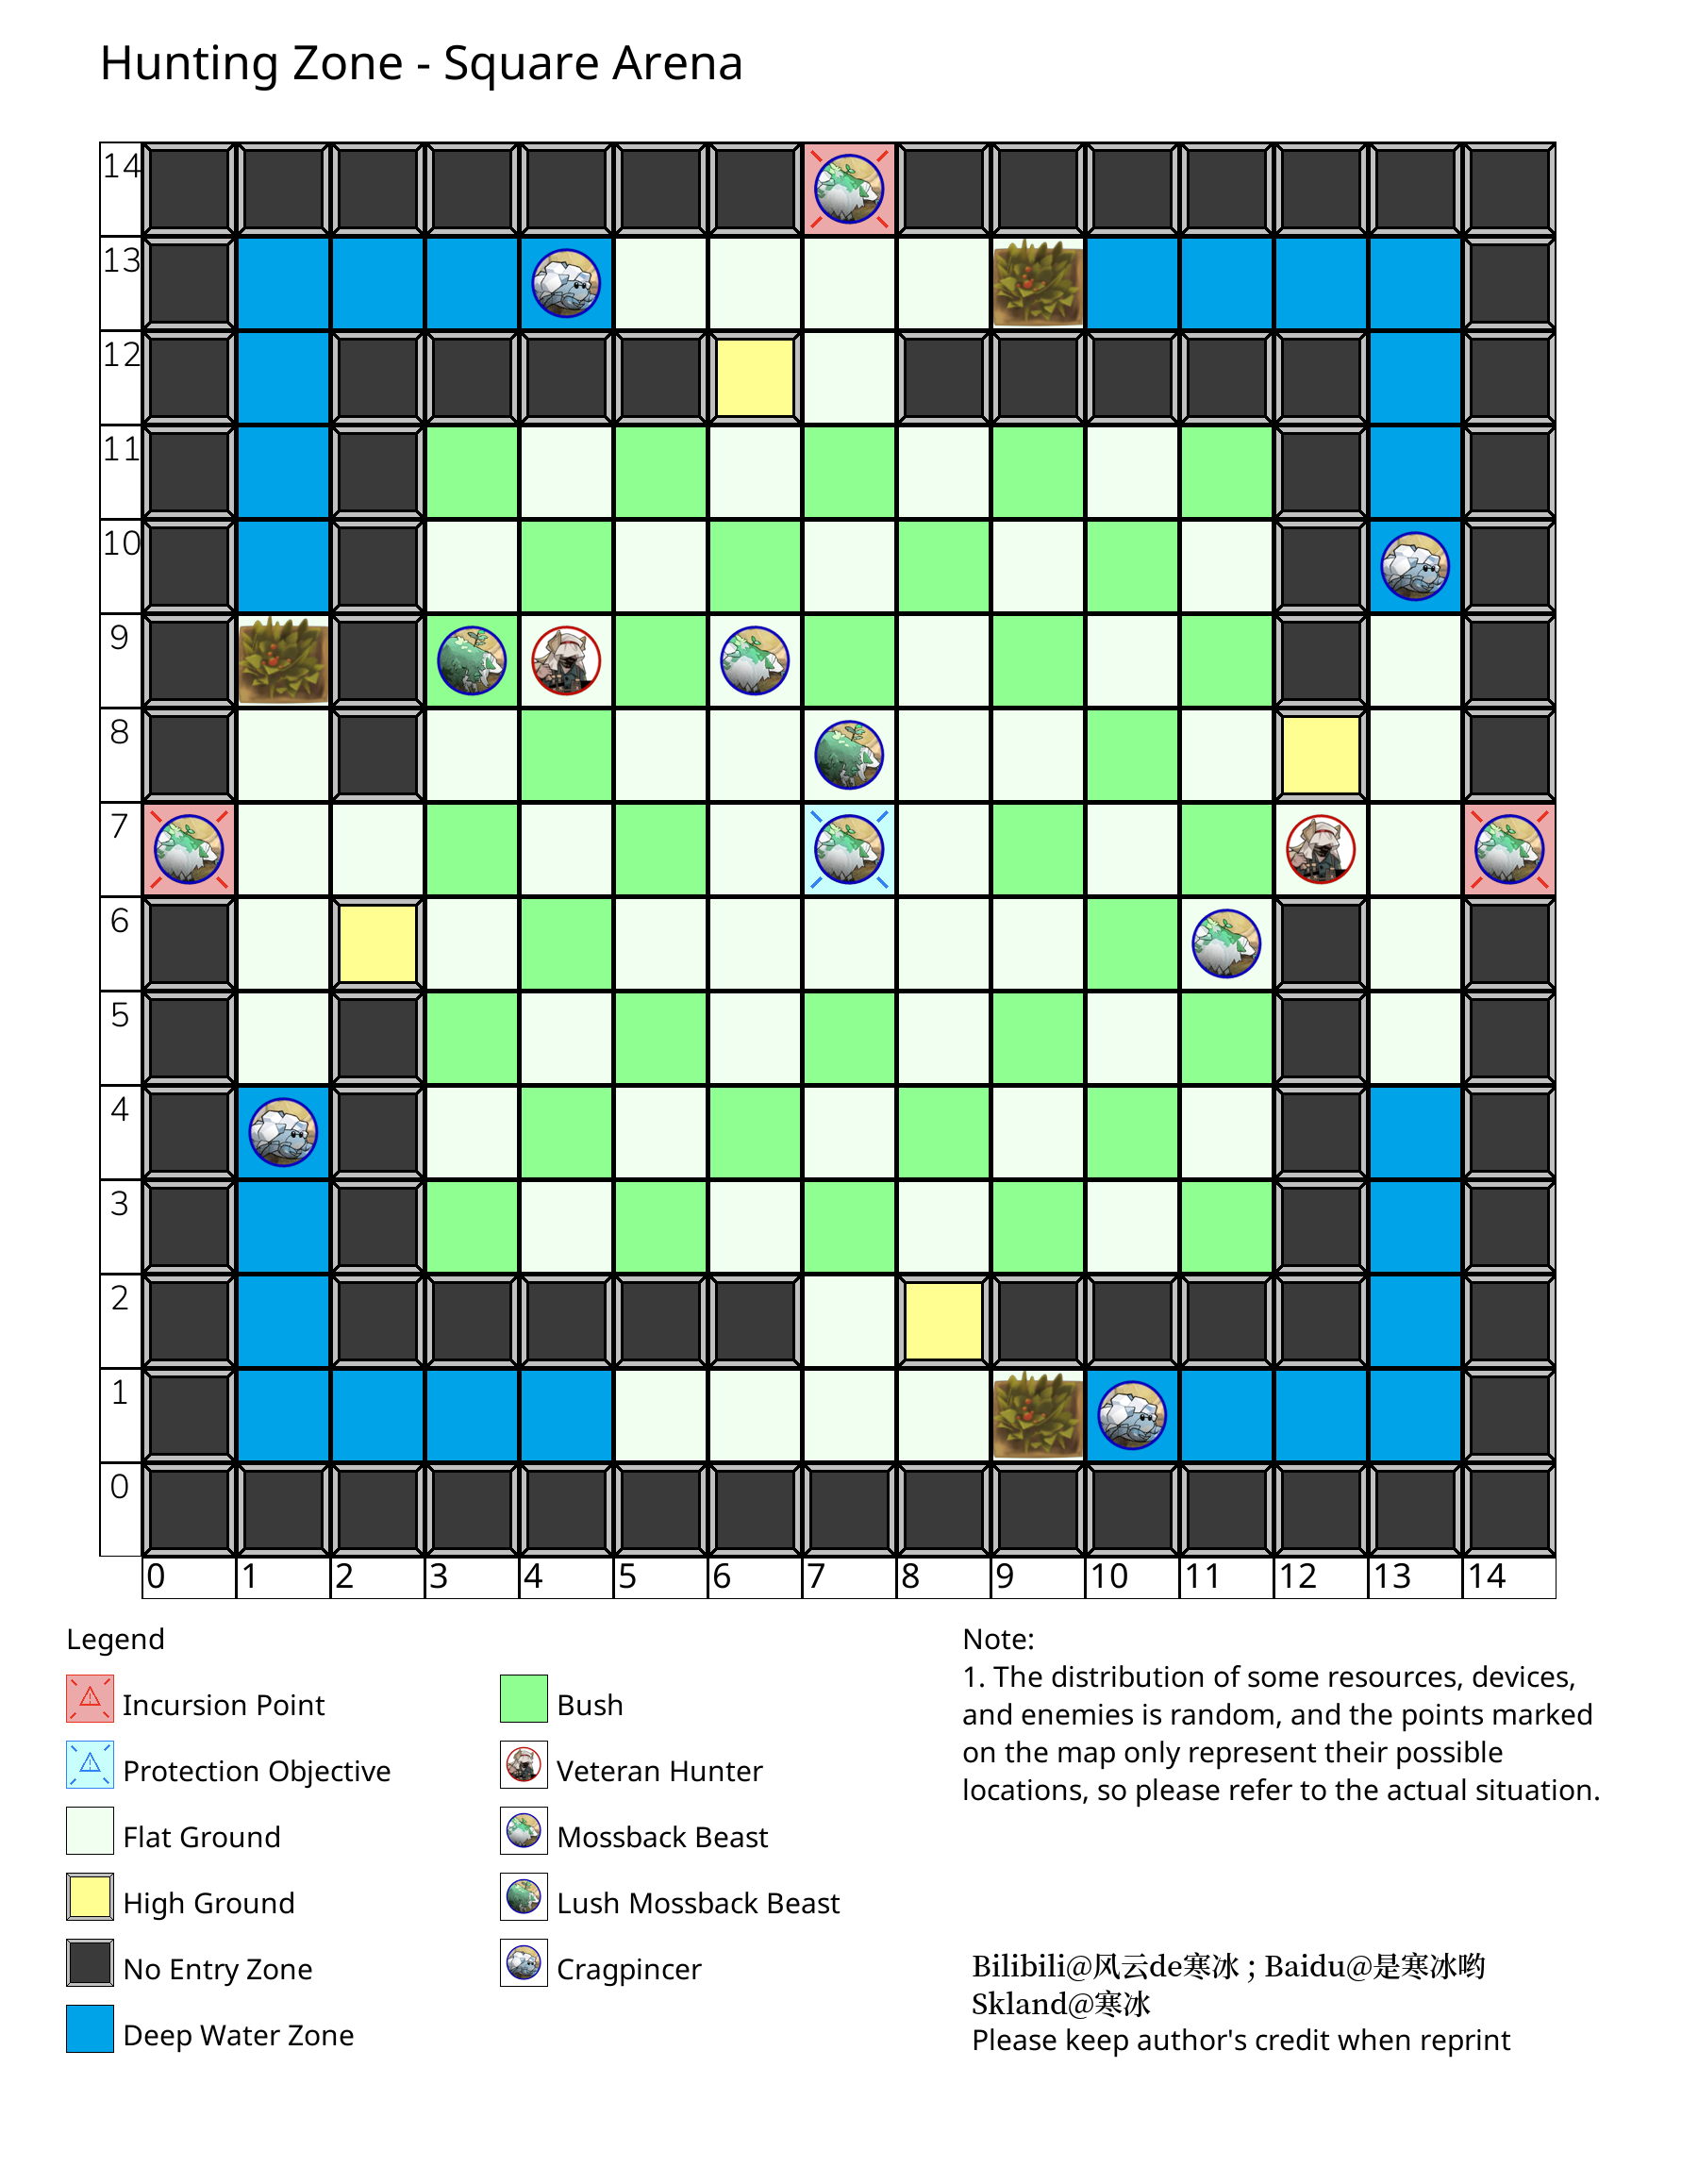 Hunting Zone - Square Arena
14
13
12
11
10
9
8
7
6
5
4
3
2
1
0
0 1 2 3 4 5 6 7 8 9 10 11 12 13 14
Legend
Incursion Point
Protection Objective
Flat Ground
High Ground
No Entry Zone
Deep Water Zone
Bush
Veteran Hunter
Mossback Beast
Lush Mossback Beast
Cragpincer
Note:
1. The distribution of some resources, devices,
and enemies is random, and the points marked
on the map only represent their possible
locations, so please refer to the actual situation.
Bilibili@风云de寒冰 ; Baidu@是寒冰哟
Skland@寒冰
Please keep author's credit when reprint